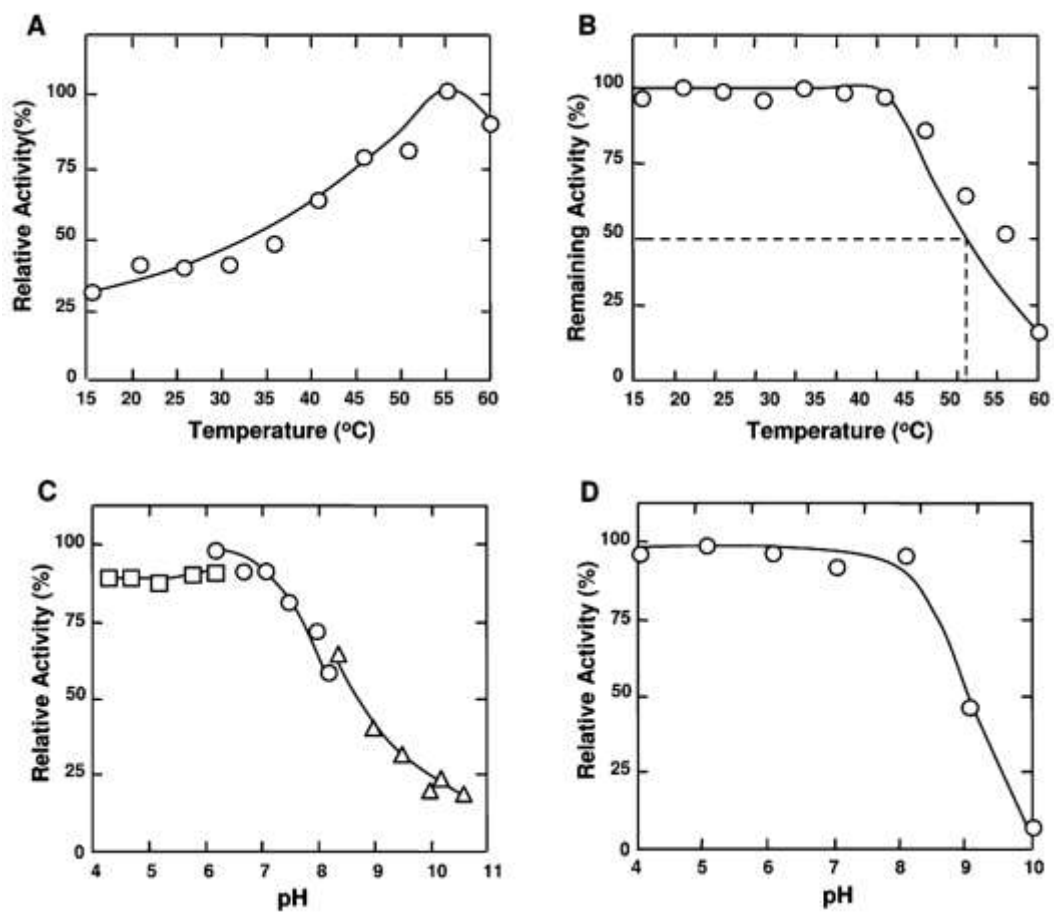 A
Relative Activity(%)
100
75
50
25
0
15 20 25 30 35 40 45 50 55 60
Temperature (°C)
B
Remaining Activity (%)
100
75
50
25
0
15 20 25 30 35 40 45 51 55 60
Temperature (°C)
C
Relative Activity (%)
100
75
50
25
0
4 5 6 7 8 9 10 11
pH
D
Relative Activity (%)
100
75
50
25
0
4 5 6 7 8 9 10
pH